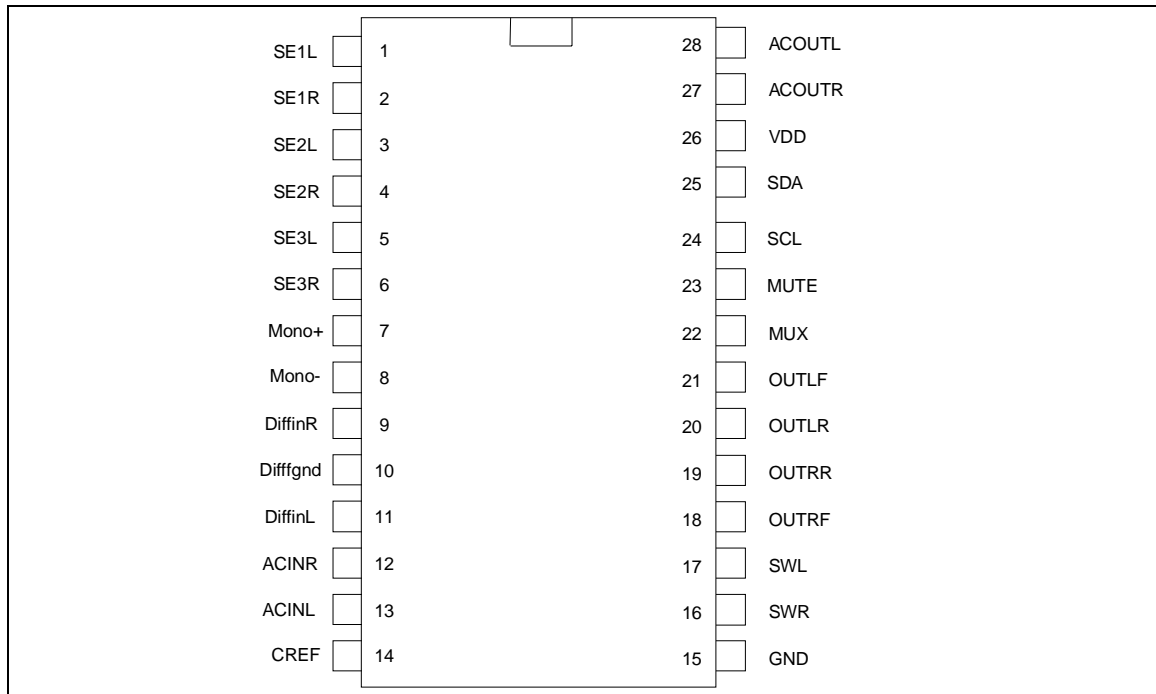 SE1L 1 28 ACOUTL
SE1R 2 27 ACOUTR
SE2L 3 26 VDD
SE2R 4 25 SDA
SE3L 5 24 SCL
SE3R 6 23 MUTE
Mono+ 7 22 MUX
Mono- 8 21 OUTLF
DiffinR 9 20 OUTLR
Difffgnd 10 19 OUTRR
DiffinL 11 18 OUTRF
ACINR 12 17 SWL
ACINL 13 16 SWR
CREF 14 15 GND